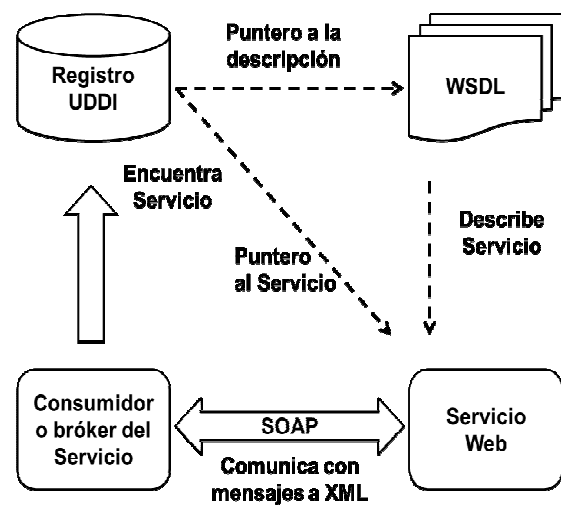 Puntero a la
descripción
Registro
UDDI
WSDL
Encuentra
Servicio
Describe
Servicio
Puntero
al Servicio
Consumidor
o bróker del
Servicio
SOAP
Servicio
Web
Comunica con
mensajes a XML